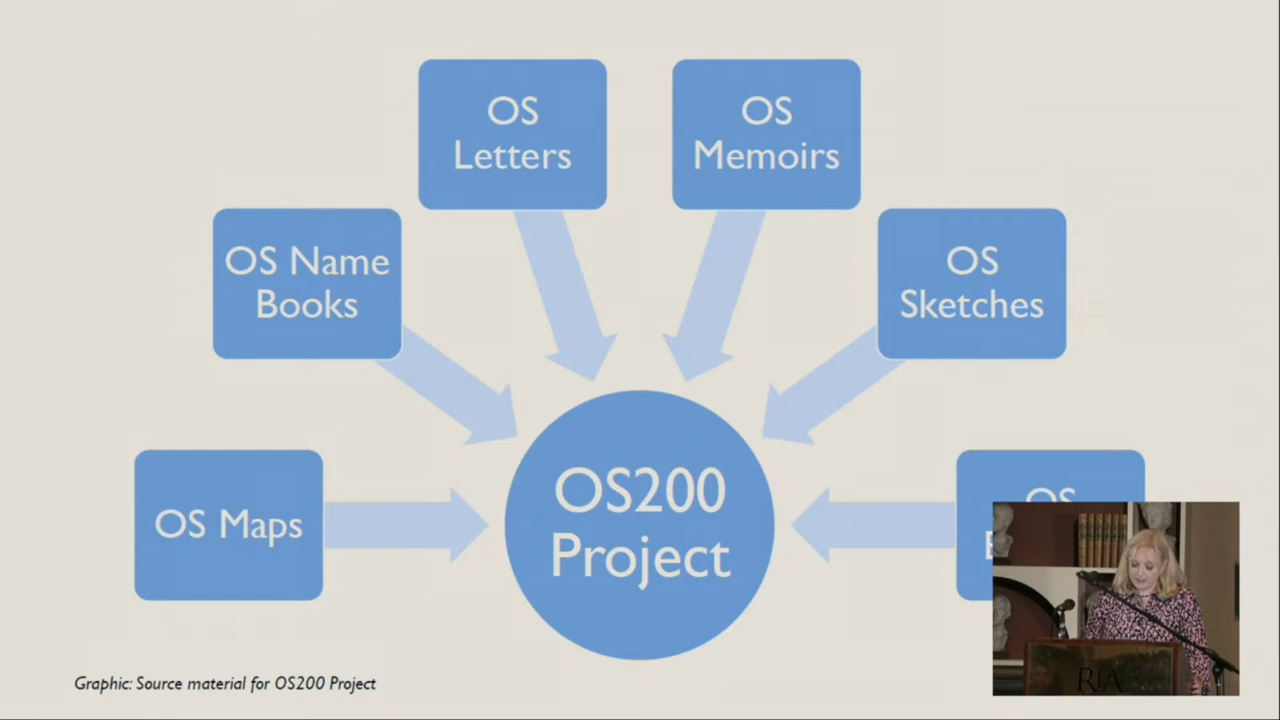 OS
Letters
OS
Memoirs
OS Name
Books
OS
Sketches
OS Maps
OS200
Project
OS
Graphic: Source material for OS200 Project
RIA